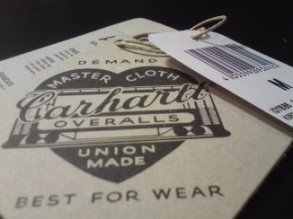 DEMAND
MASTER CLOTH
Carhartt
OVERALLS
UNION
MADE
BEST FOR WEAR
M